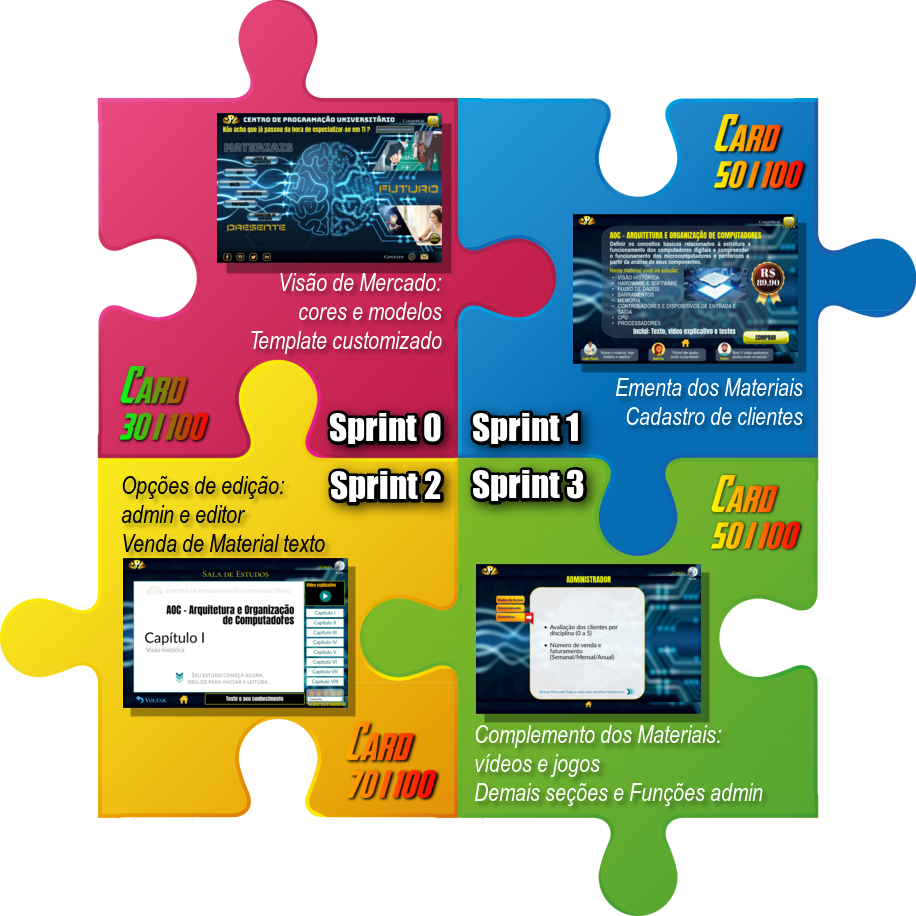 CENTRO DE PROGRAMAÇÃO UNIVERSITÁRIO
Não acha que já passou da hora de especializar-se em TI ?
MATERIAIS
FUTURO
PRESENTE
CONTATO
Visão de Mercado:
cores e modelos
Template customizado
CARD
30/100
Sprint 0
CARD
50/100
AOC - ARQUITETURA E ORGANIZAÇÃO DE COMPUTADORES
Definir os conceitos básicos relacionados à estrutura e
funcionamento dos computadores digitais e compreender
o funcionamento dos microcomputadores e periféricos a
partir da análise de seus componentes.
Neste material você irá estudar:
• VISÃO HISTÓRICA
• HARDWARE E SOFTWARE
• FLUXO DE DADOS
• BARRAMENTOS
• MEMÓRIA
• CONTROLADORES E DISPOSITIVOS DE ENTRADA E
SAÍDA
• CPU
• PROCESSADORES
R$
89,90
Inclui: Texto, vídeo explicativo e testes
COMPRAR
Ementa dos Materiais
Cadastro de clientes
Sprint 1
Opções de edição:
admin e editor
Venda de Material texto
Sprint 2
SALA DE ESTUDOS
CENTRO DE PROGRAMAÇÃO UNIVERSITÁRIO
Vídeo explicativo
AOC - Arquitetura e Organização
de Computadores
Capítulo I
Visão histórica
SEU ESTUDO COMEÇA AGORA,
DESLIZE PARA INICIAR A LEITURA.
Capítulo I
Capítulo II
Capítulo III
Capítulo IV
Capítulo V
Capítulo VI
Capítulo VII
Capítulo VIII
VOLTAR
Teste o seu conhecimento
CARD
70/100
Sprint 3
CARD
50/100
ADMINISTRADOR
• Avaliação dos clientes por
disciplina (0 a 5)
• Número de venda e
faturamento
(Semanal/Mensal/Anual)
Complemento dos Materiais:
vídeos e jogos
Demais seções e Funções admin